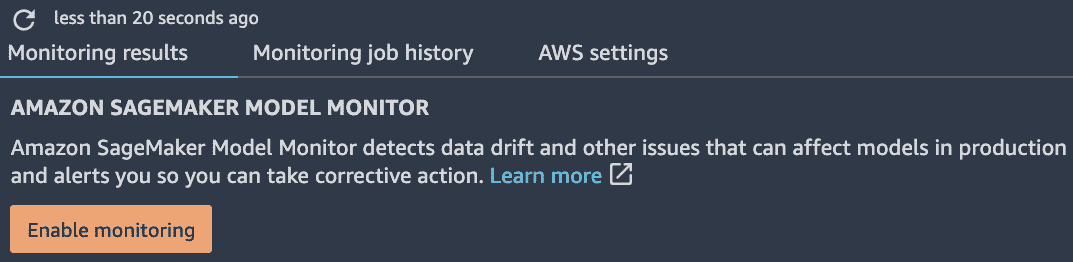 less than 20 seconds ago
Monitoring results Monitoring job history AWS settings
AMAZON SAGEMAKER MODEL MONITOR
Amazon SageMaker Model Monitor detects data drift and other issues that can affect models in production
and alerts you so you can take corrective action. Learn more
Enable monitoring